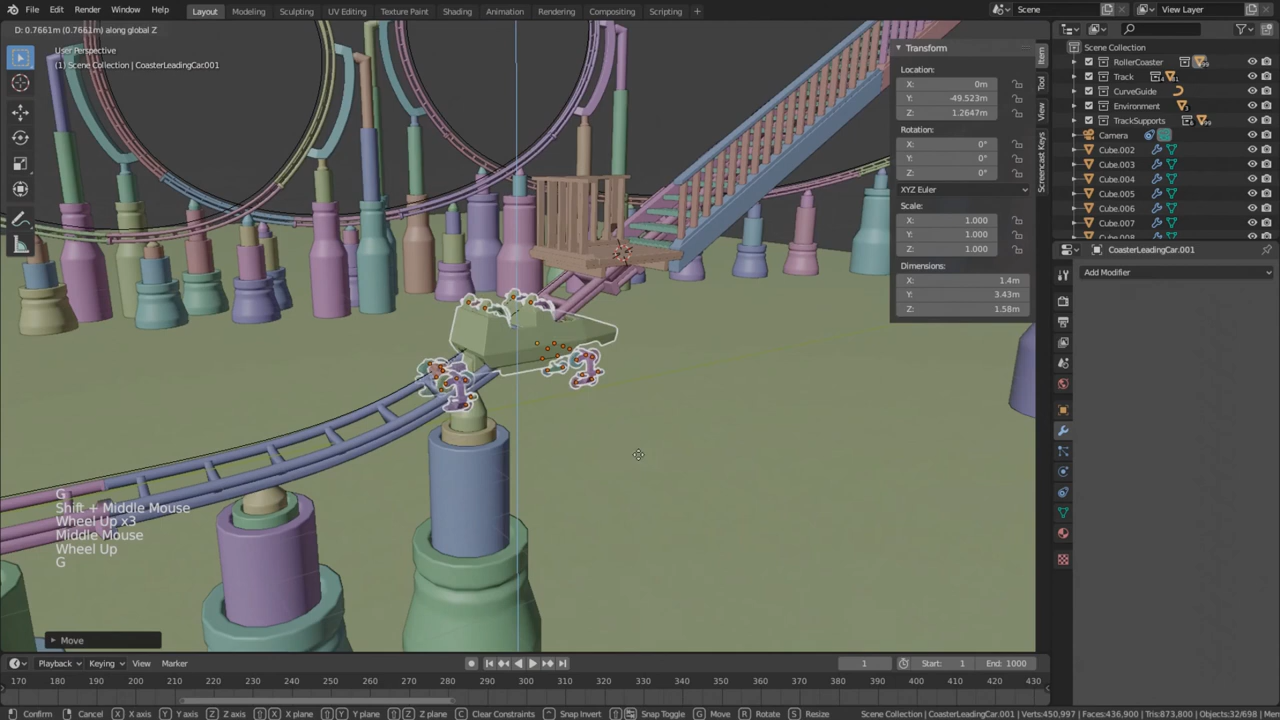 File Edit Render Window Help Layout Modeling Sculpting UV Editing Texture Paint Shading Animation Rendering Compositing Scripting + Scene View Layer
D: 0.7661m (0.7661m) along global Z
User Perspective
(1) Scene Collection | CoasterLeadingCar.001
Transform
Location:
X: 0m
Y: -49.523m
Z: 1.2647m
Rotation:
X: 0°
Y: 0°
Z: 0°
XYZ Euler
Scale:
X: 1.000
Y: 1.000
Z: 1.000
Dimensions:
X: 1.4m
Y: 3.43m
Z: 1.58m
Item
Tool
View
Screencast Keys
Scene Collection
RollerCoaster
Track
CurveGuide
Environment
TrackSupports
Camera
Cube.002
Cube.003
Cube.004
Cube.005
Cube.006
Cube.007
Cube.008
CoasterLeadingCar.001
Add Modifier
G
Shift + Middle Mouse
Wheel Up x3
Middle Mouse
Wheel Up
G
Move
Playback Keying View Marker 1 Start: 1 End: 1000
170 180 190 200 210 220 230 240 250 260 270 280 290 300 310 320 330 340 350 360 370 380 390 400 410 420 430
Confirm Cancel X X axis Y Y axis Z Z axis X X plane Y Y plane Z Z plane C Clear Constraints Snap Invert Snap Toggle G Move R Rotate S Resize Scene Collection | CoasterLeadingCar.001 | Verts:450,997 | Faces:436,900 | Tris:873,800 | Objects:32/698 | Mem